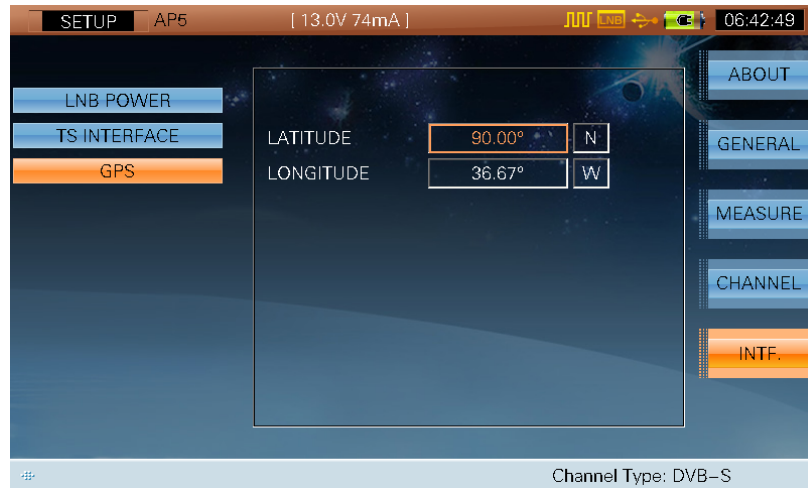 SETUP AP5 [ 13.0V 74mA ] LNB 06:42:49
ABOUT
LNB POWER
TS INTERFACE
GPS
LATITUDE 90.00° N
LONGITUDE 36.67° W
GENERAL
MEASURE
CHANNEL
INTF.
Channel Type: DVB-S